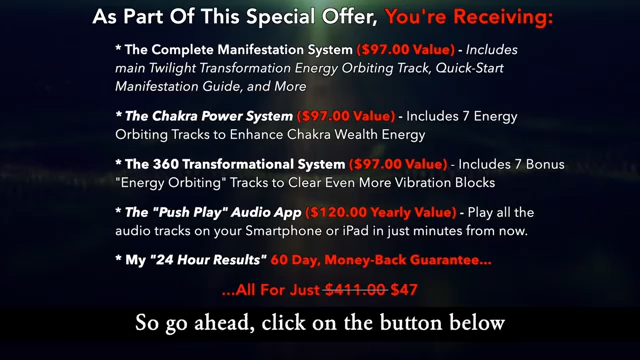 As Part Of This Special Offer, You're Receiving:
* The Complete Manifestation System ($97.00 Value) - Includes
main Twilight Transformation Energy Orbiting Track, Quick-Start
Manifestation Guide, and More
* The Chakra Power System ($97.00 Value) - Includes 7 Energy
Orbiting Tracks to Enhance Chakra Wealth Energy
* The 360 Transformational System ($97.00 Value) - Includes 7 Bonus
"Energy Orbiting" Tracks to Clear Even More Vibration Blocks
* The "Push Play" Audio App ($120.00 Yearly Value) - Play all the
audio tracks on your Smartphone or iPad in just minutes from now.
* My "24 Hour Results" 60 Day, Money-Back Guarantee...
...All For Just $411.00 $47
So go ahead, click on the button below